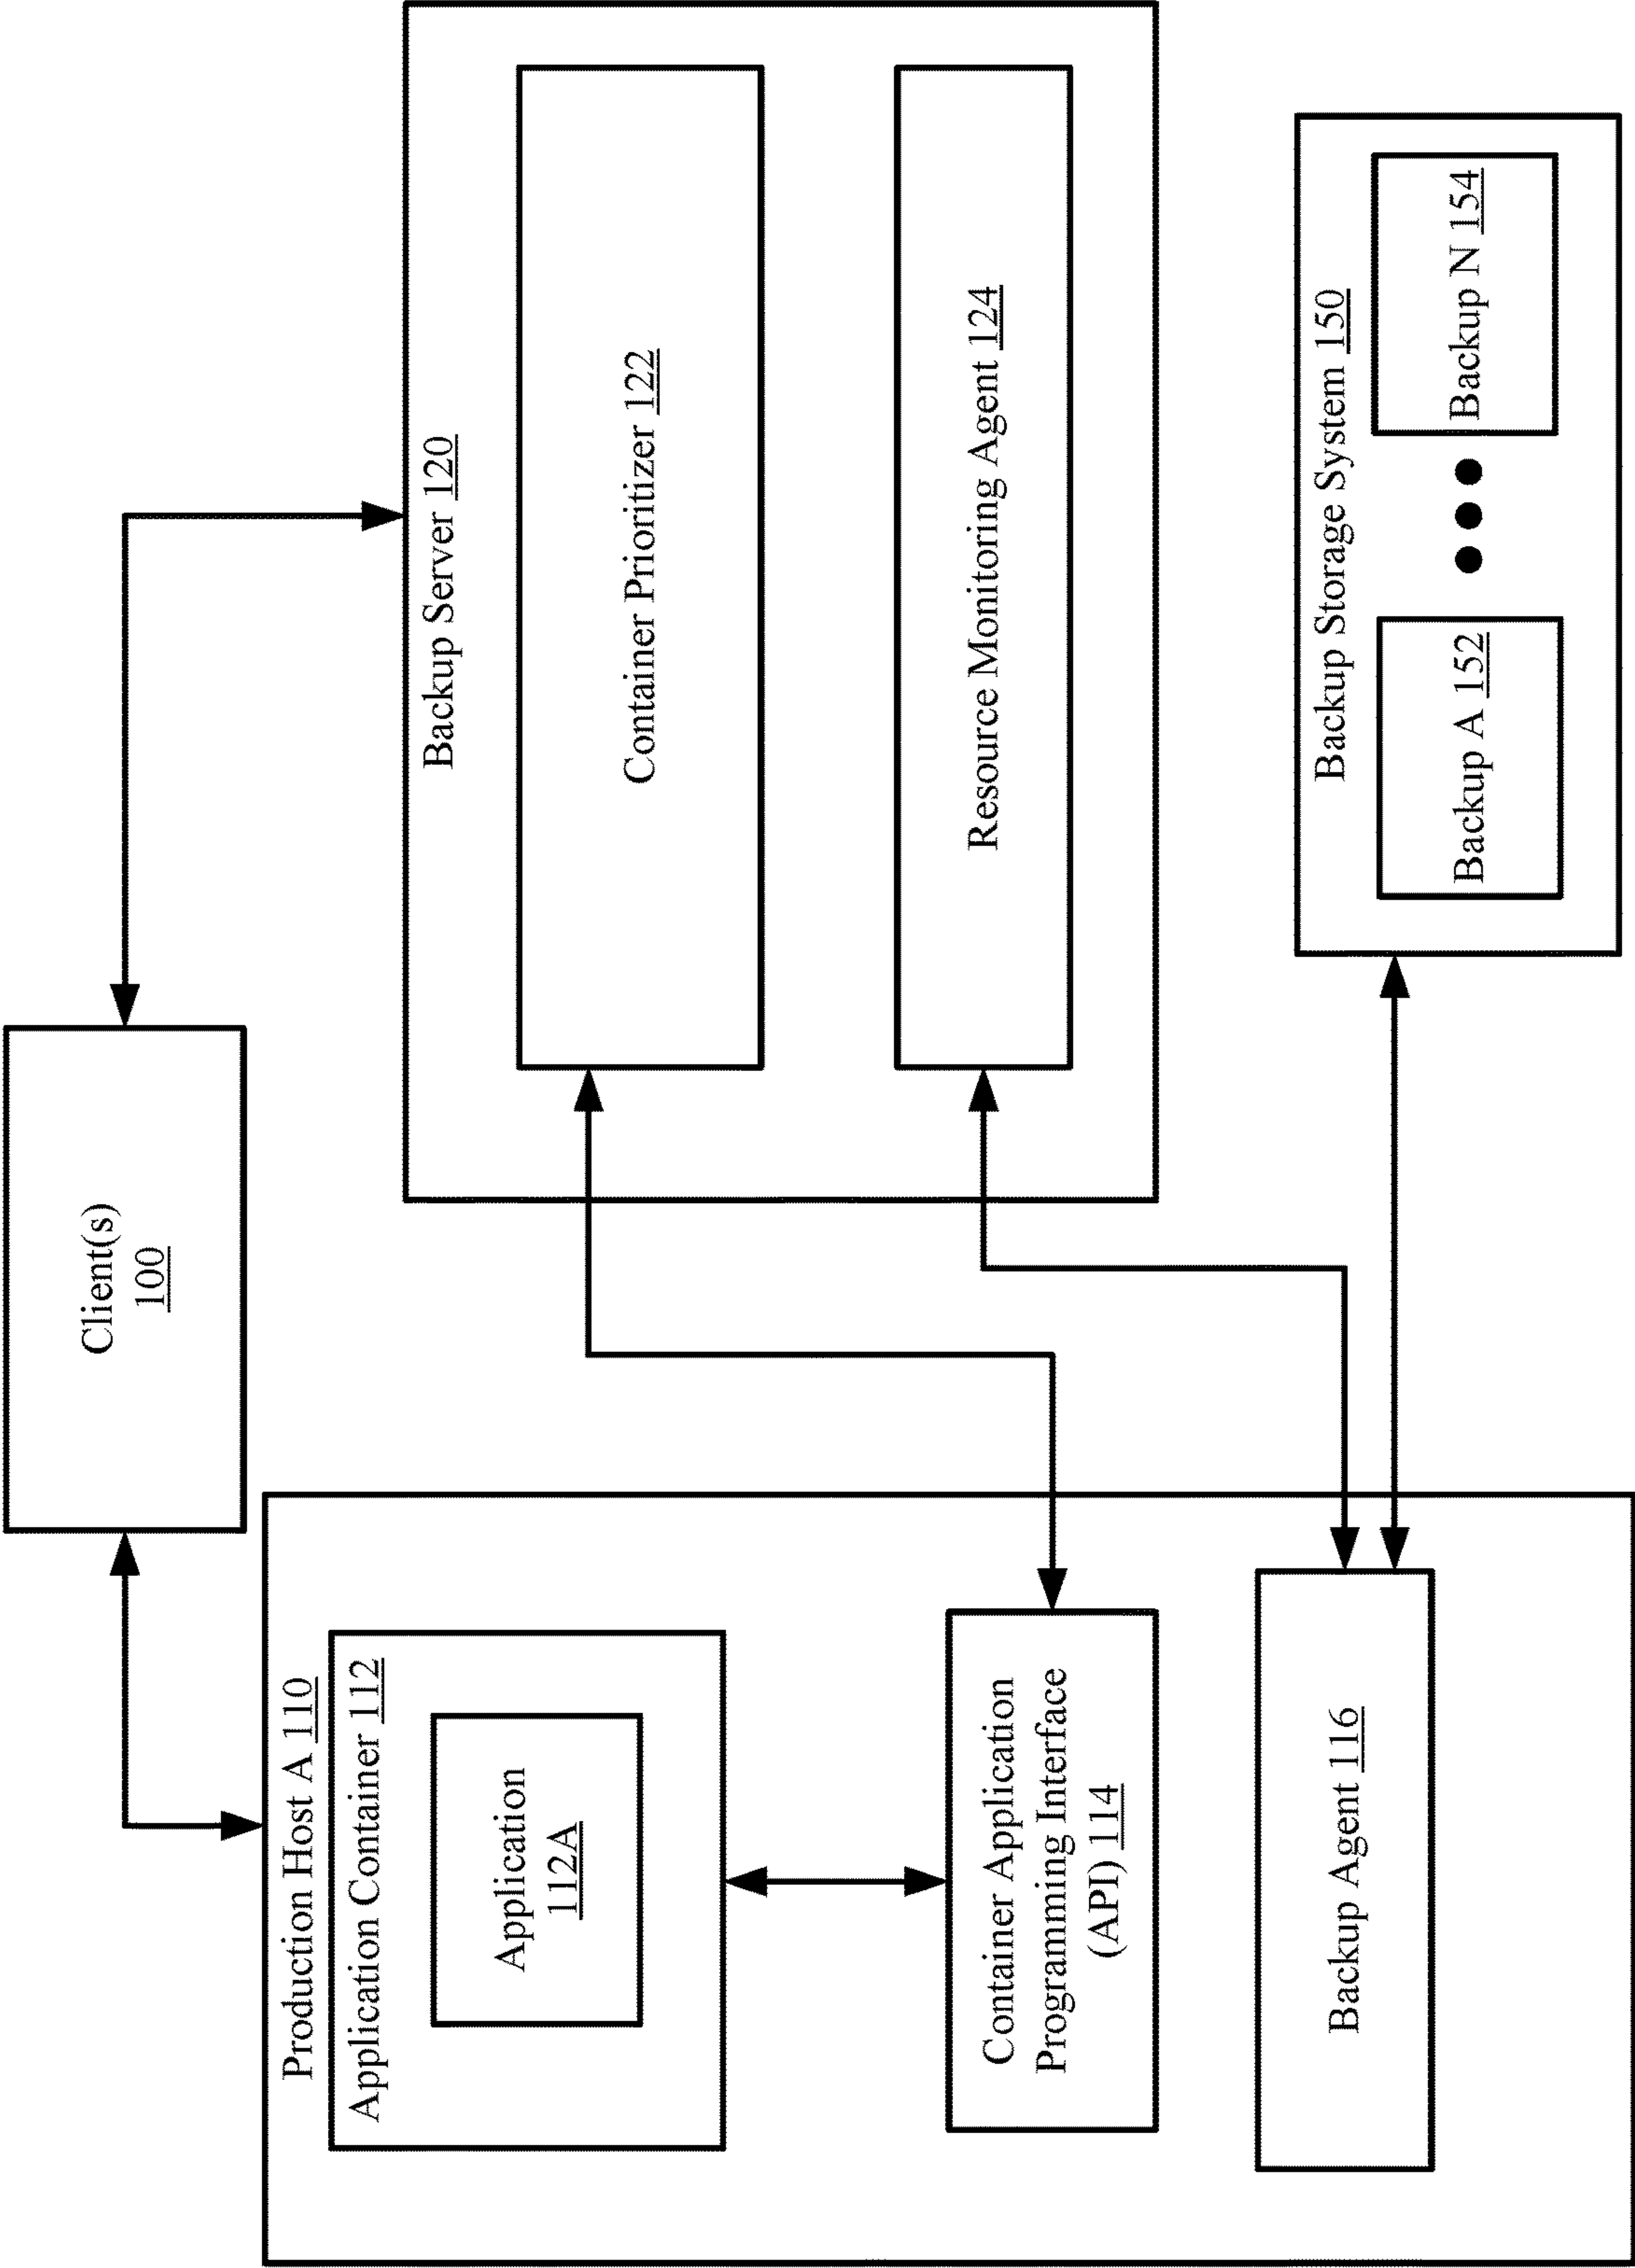 Client(s)
100
Production Host A 110
Application Container 112
Application
112A
Container Application
Programming Interface
(API) 114
Backup Agent 116
Backup Server 120
Container Prioritizer 122
Resource Monitoring Agent 124
Backup Storage System 150
Backup A 152
Backup N 154